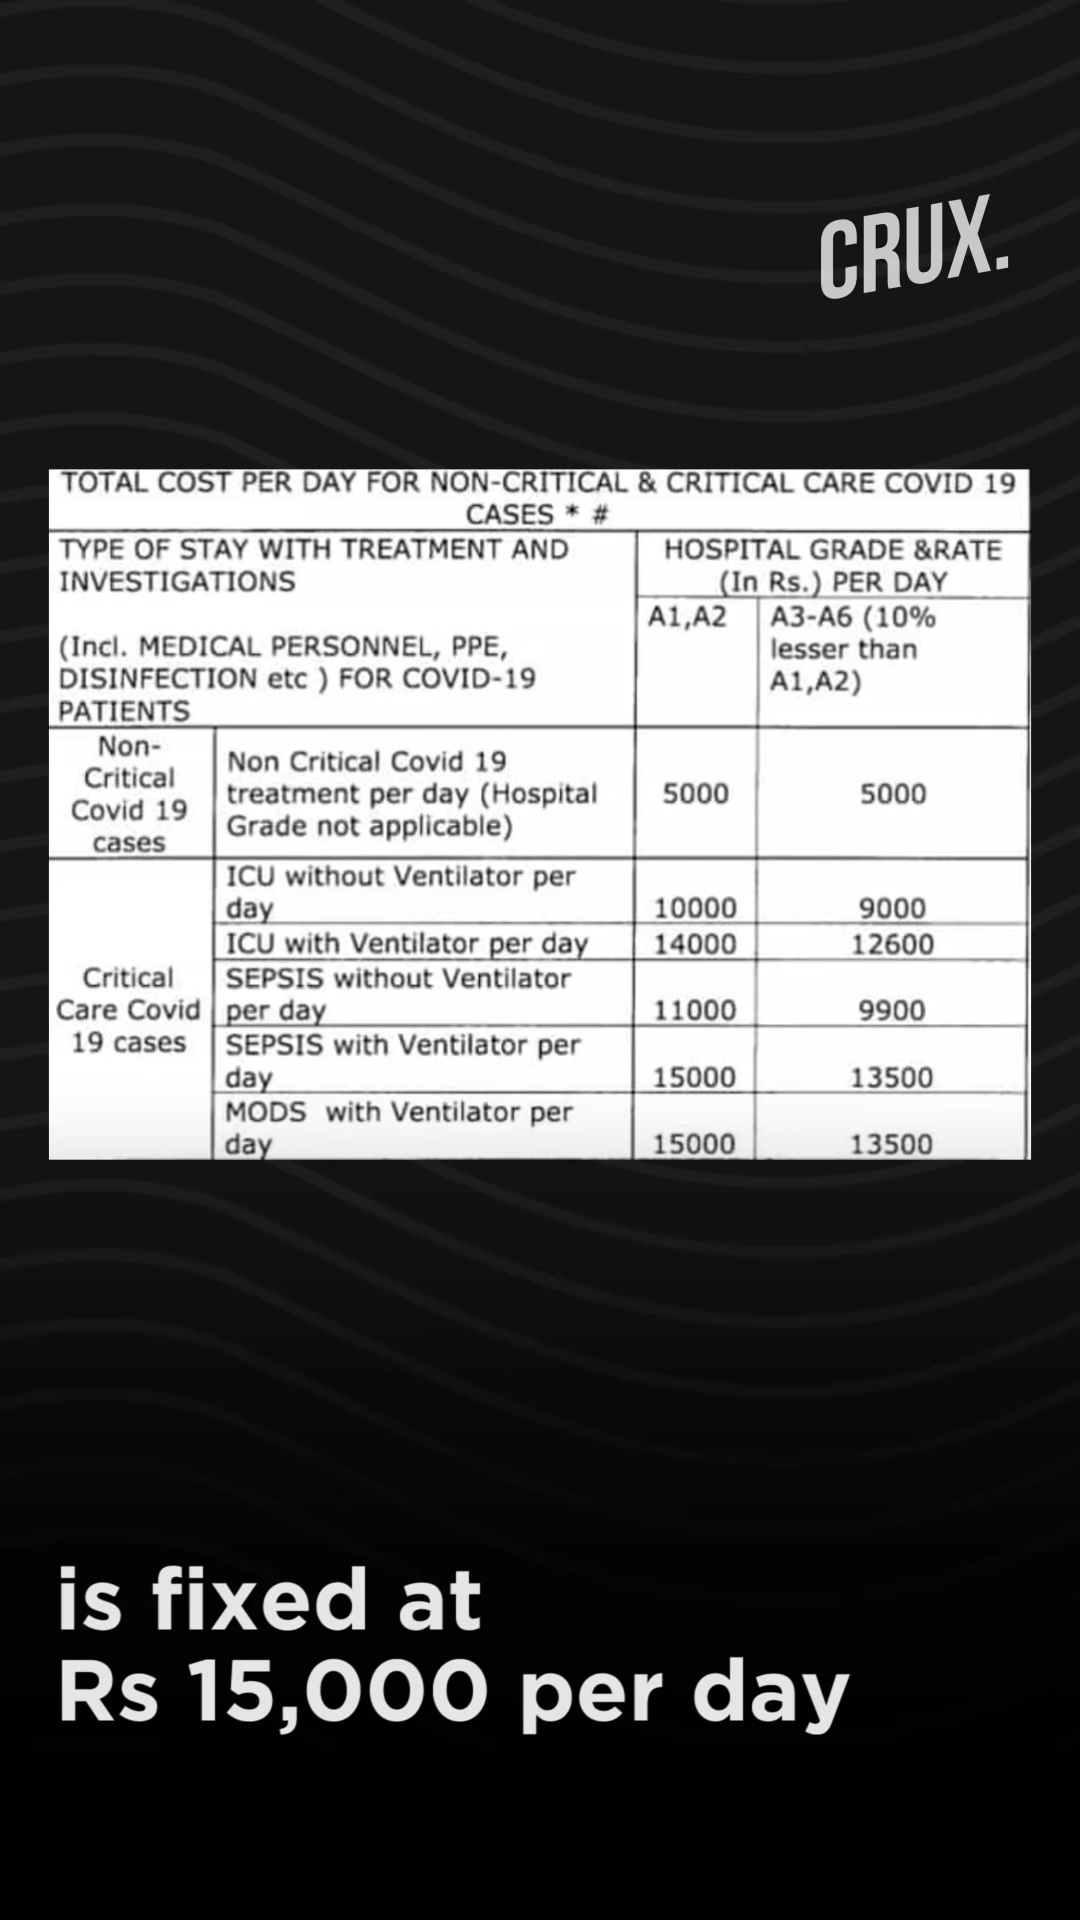 CRUX.
TOTAL COST PER DAY FOR NON-CRITICAL & CRITICAL CARE COVID 19
CASES * #
TYPE OF STAY WITH TREATMENT AND
INVESTIGATIONS
(Incl. MEDICAL PERSONNEL, PPE,
DISINFECTION etc ) FOR COVID-19
PATIENTS
HOSPITAL GRADE &RATE
(In Rs.) PER DAY
A1,A2
A3-A6 (10%
lesser than
A1,A2)
Non-
Critical
Covid 19
cases
Non Critical Covid 19
treatment per day (Hospital
Grade not applicable)
5000
5000
Critical
Care Covid
19 cases
ICU without Ventilator per
day
10000
9000
ICU with Ventilator per day
14000
12600
SEPSIS without Ventilator
per day
11000
9900
SEPSIS with Ventilator per
day
15000
13500
MODS with Ventilator per
day
15000
13500
is fixed at
Rs 15,000 per day